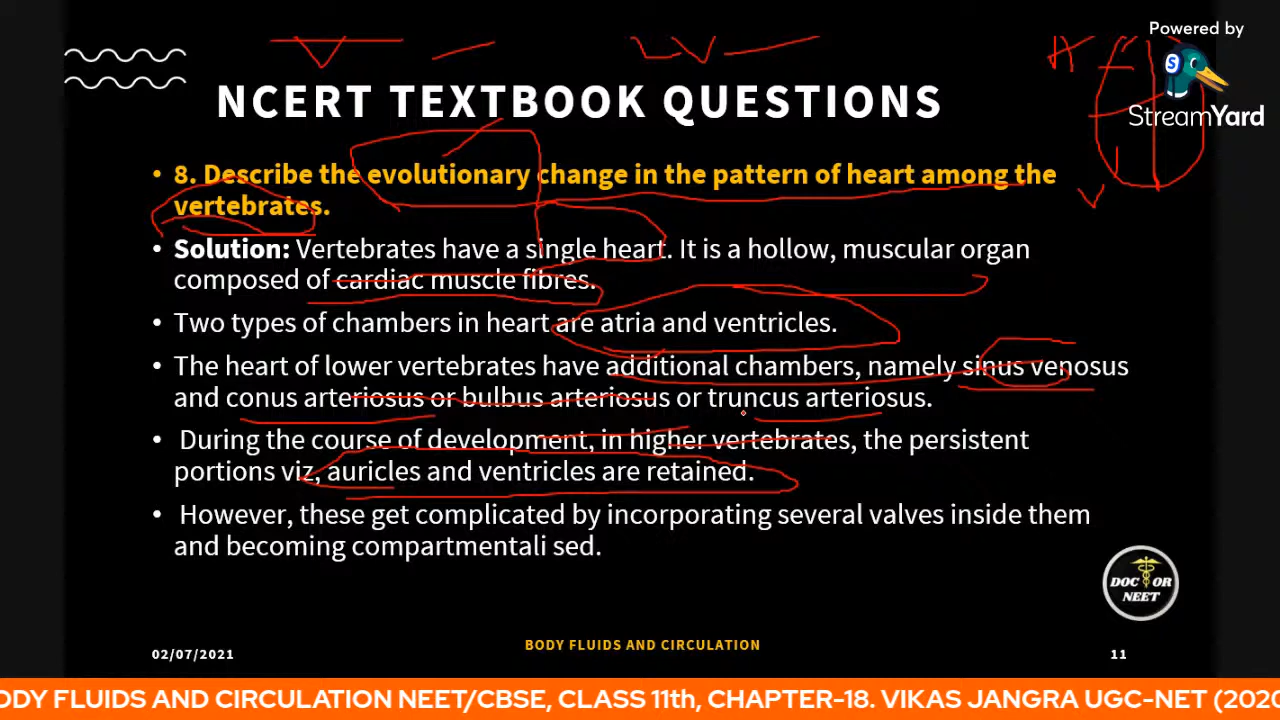 Powered by
StreamYard
NCERT TEXTBOOK QUESTIONS
• 8. Describe the evolutionary change in the pattern of heart among the
vertebrates.
• Solution: Vertebrates have a single heart. It is a hollow, muscular organ
composed of cardiac muscle fibres.
• Two types of chambers in heart are atria and ventricles.
• The heart of lower vertebrates have additional chambers, namely sinus venosus
and conus arteriosus or bulbus arteriosus or truncus arteriosus.
• During the course of development, in higher vertebrates, the persistent
portions viz, auricles and ventricles are retained.
• However, these get complicated by incorporating several valves inside them
and becoming compartmentali sed.
DOCTOR
NEET
02/07/2021
BODY FLUIDS AND CIRCULATION
11
ODY FLUIDS AND CIRCULATION NEET/CBSE, CLASS 11th, CHAPTER-18. VIKAS JANGRA UGC-NET (2020